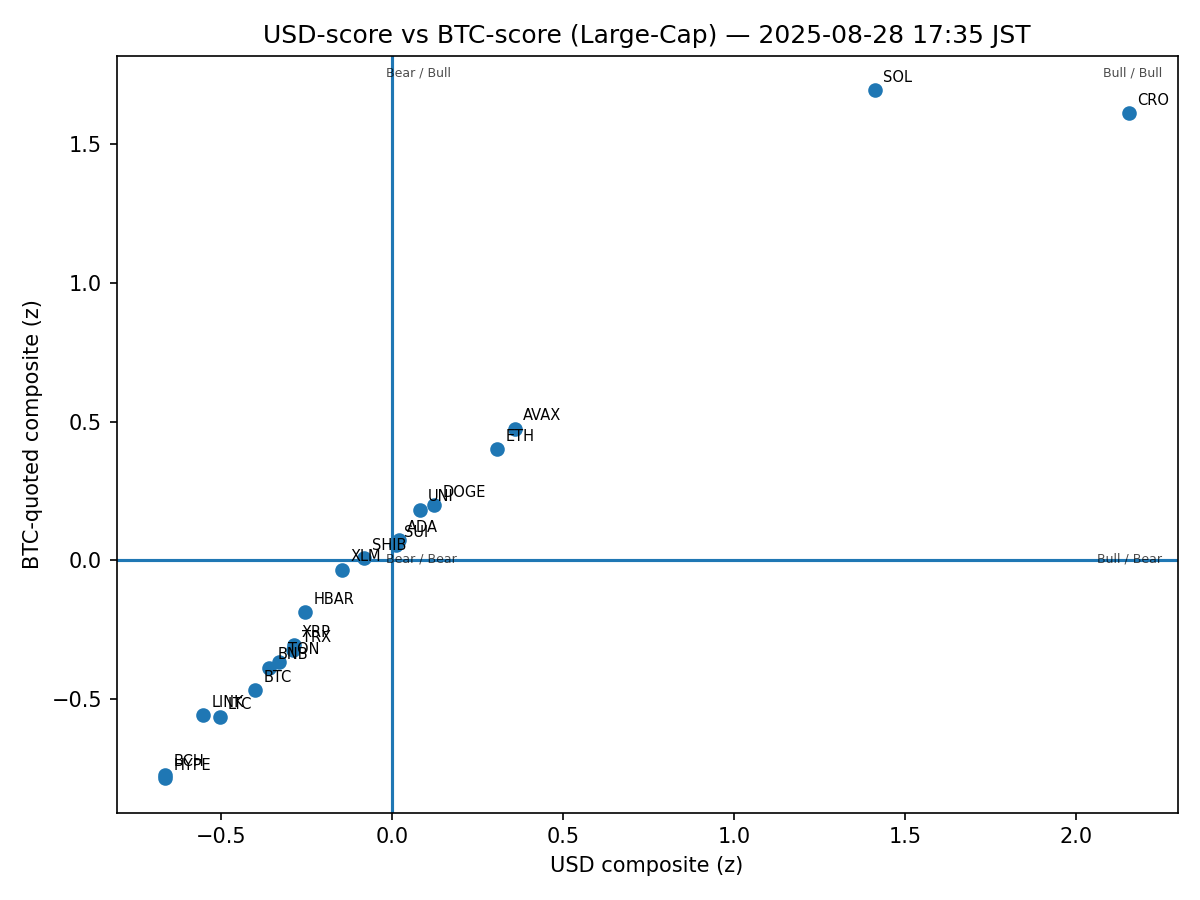 USD-score vs BTC-score (Large-Cap) — 2025-08-28 17:35 JST
Bear / Bull
Bull / Bull
SOL
CRO
1.5
1.0
0.5
0.0
−0.5
BTC-quoted composite (z)
AVAX
ETH
DOGE
UNI
ADA
SUI
SHIB
XLM
Bear / Bear
Bull / Bear
HBAR
XRP
TRX
TON
BNB
BTC
LINK
LTC
BCH
HYPE
−0.5
0.0
0.5
1.0
1.5
2.0
USD composite (z)